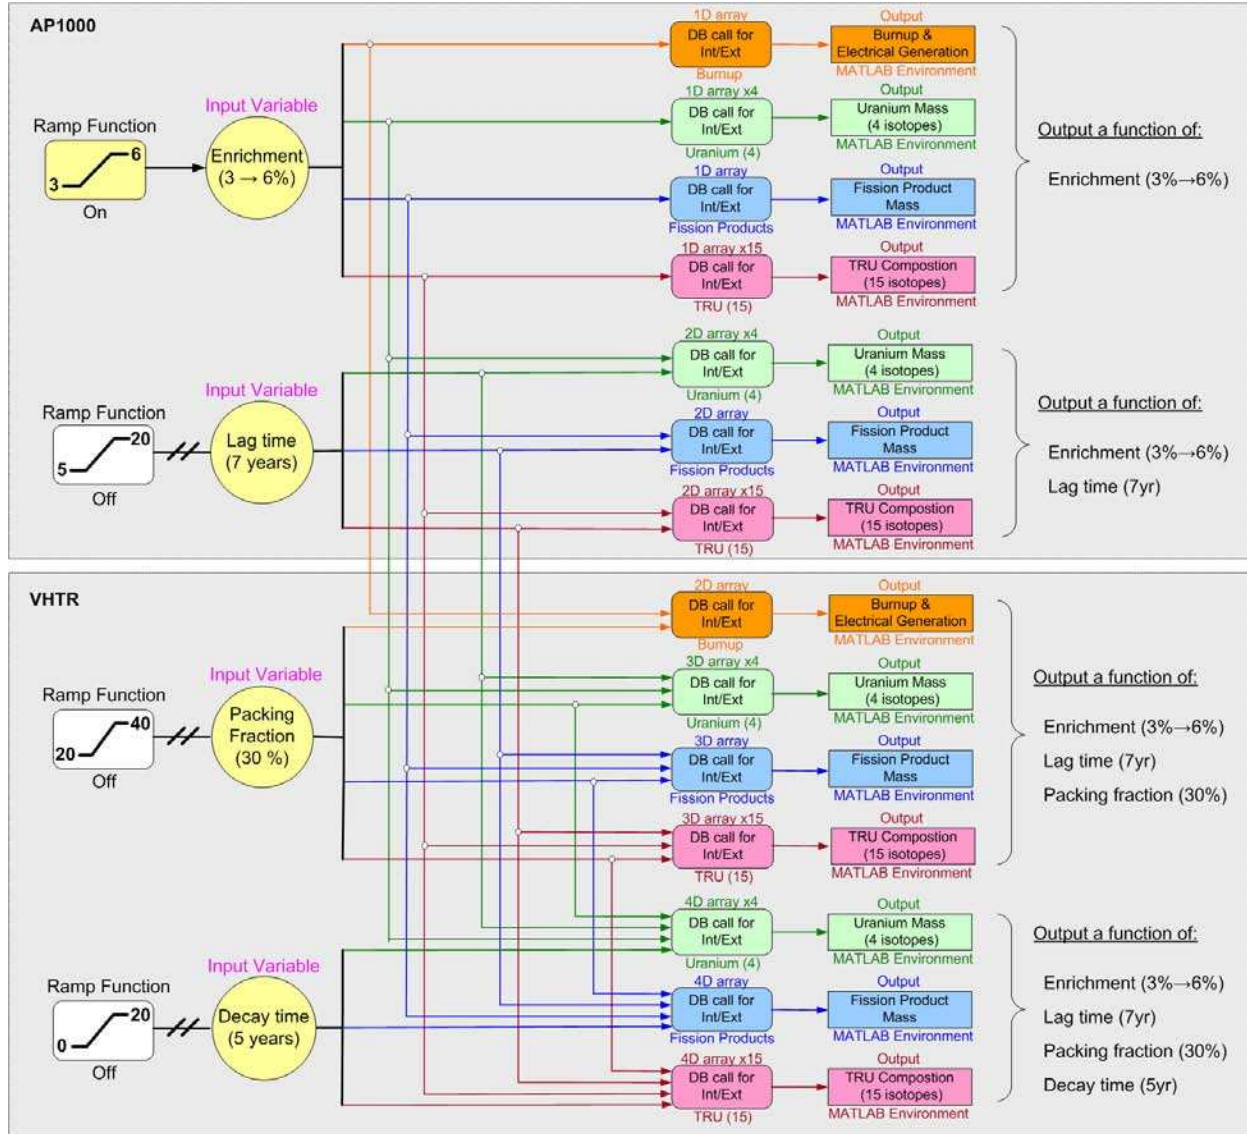 AP1000
Ramp Function
3
6
On
Input Variable
Enrichment
(3 → 6%)
1D array
DB call for
Int/Ext
Burnup
Output
Burnup &
Electrical Generation
MATLAB Environment
1D array x4
DB call for
Int/Ext
Uranium (4)
Output
Uranium Mass
(4 isotopes)
MATLAB Environment
1D array
DB call for
Int/Ext
Fission Products
Output
Fission Product
Mass
MATLAB Environment
1D array x15
DB call for
Int/Ext
TRU (15)
Output
TRU Compostion
(15 isotopes)
MATLAB Environment
Output a function of:
Enrichment (3%→6%)
Ramp Function
5
20
Off
Input Variable
Lag time
(7 years)
2D array x4
DB call for
Int/Ext
Uranium (4)
Output
Uranium Mass
(4 isotopes)
MATLAB Environment
2D array
DB call for
Int/Ext
Fission Products
Output
Fission Product
Mass
MATLAB Environment
2D array x15
DB call for
Int/Ext
TRU (15)
Output
TRU Compostion
(15 isotopes)
MATLAB Environment
Output a function of:
Enrichment (3%→6%)
Lag time (7yr)
VHTR
Ramp Function
20
40
Off
Input Variable
Packing
Fraction
(30 %)
2D array
DB call for
Int/Ext
Burnup
Output
Burnup &
Electrical Generation
MATLAB Environment
3D array x4
DB call for
Int/Ext
Uranium (4)
Output
Uranium Mass
(4 isotopes)
MATLAB Environment
3D array
DB call for
Int/Ext
Fission Products
Output
Fission Product
Mass
MATLAB Environment
3D array x15
DB call for
Int/Ext
TRU (15)
Output
TRU Compostion
(15 isotopes)
MATLAB Environment
Output a function of:
Enrichment (3%→6%)
Lag time (7yr)
Packing fraction (30%)
Ramp Function
0
20
Off
Input Variable
Decay time
(5 years)
4D array x4
DB call for
Int/Ext
Uranium (4)
Output
Uranium Mass
(4 isotopes)
MATLAB Environment
4D array
DB call for
Int/Ext
Fission Products
Output
Fission Product
Mass
MATLAB Environment
4D array x15
DB call for
Int/Ext
TRU (15)
Output
TRU Compostion
(15 isotopes)
MATLAB Environment
Output a function of:
Enrichment (3%→6%)
Lag time (7yr)
Packing fraction (30%)
Decay time (5yr)